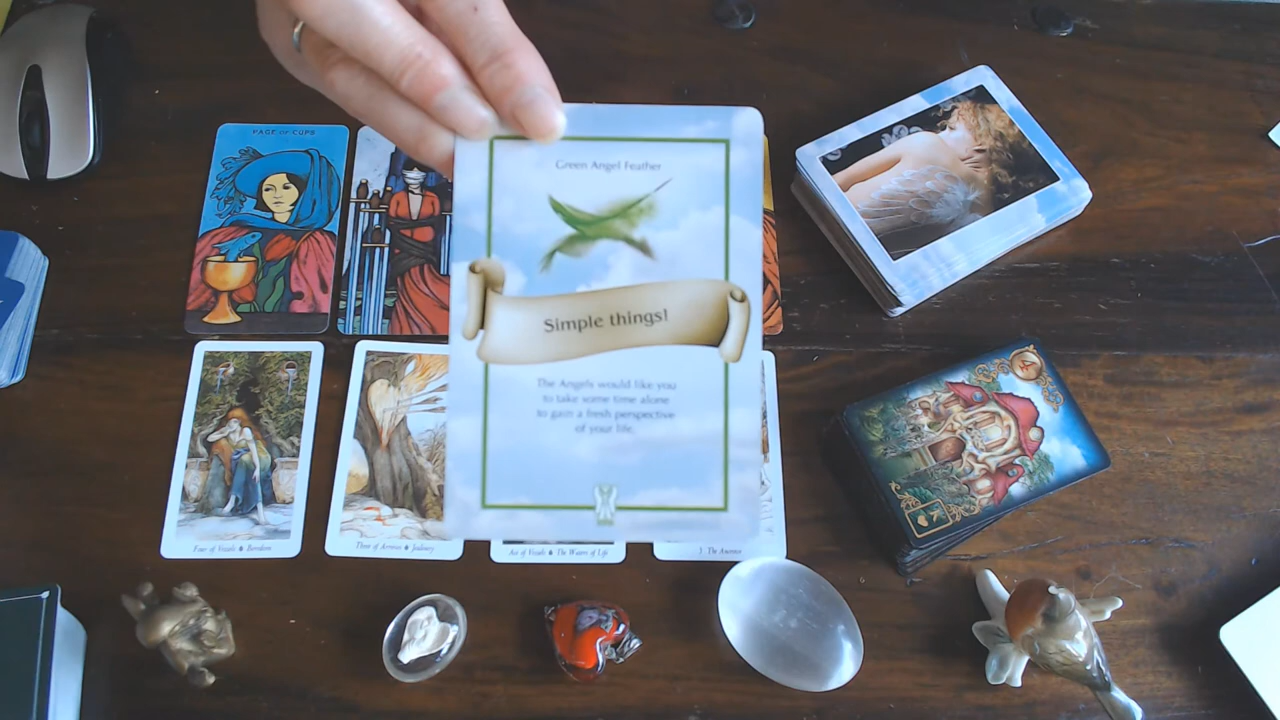 PAGE OF CUPS
Green Angel Feather
Simple things!
The Angels would like you
to take some time alone
to gain a fresh perspective
of your life.
Four of Vessels Boredom
Three of Arrows Jealousy
Ace of Vessels The Waters of Life